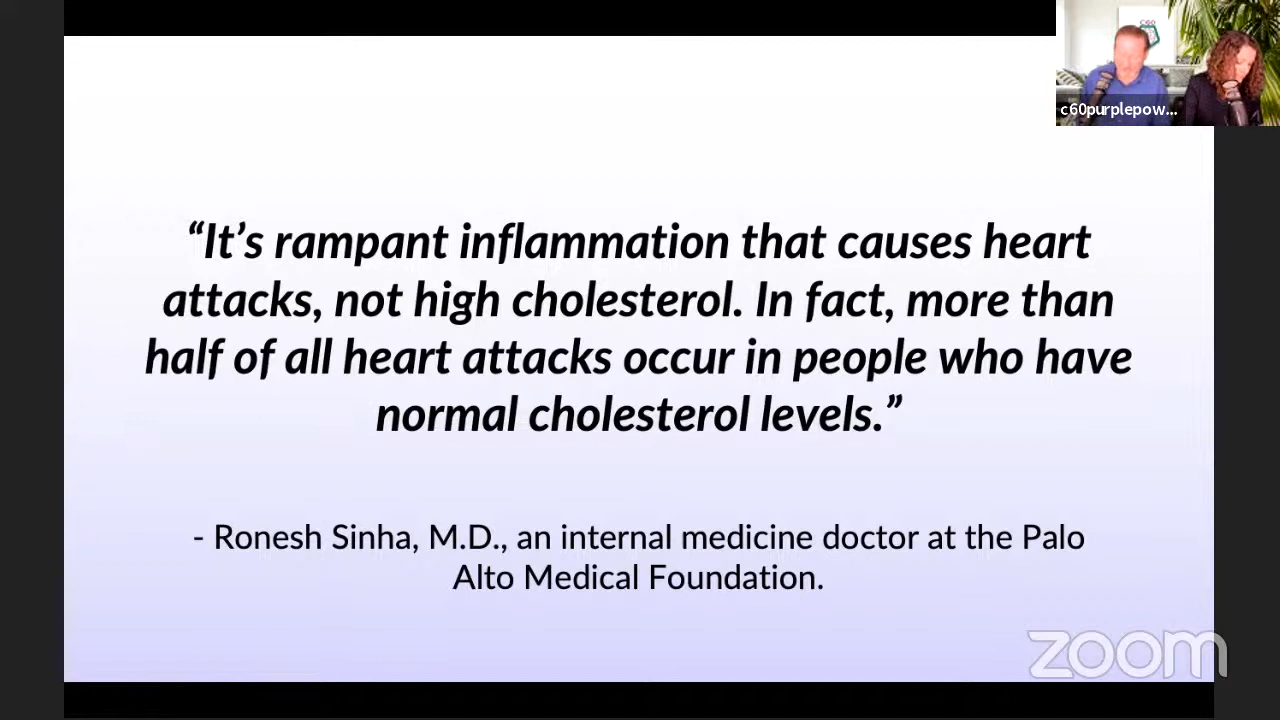 C60
c60purplepow...
“It’s rampant inflammation that causes heart
attacks, not high cholesterol. In fact, more than
half of all heart attacks occur in people who have
normal cholesterol levels.”
- Ronesh Sinha, M.D., an internal medicine doctor at the Palo
Alto Medical Foundation.
zoom